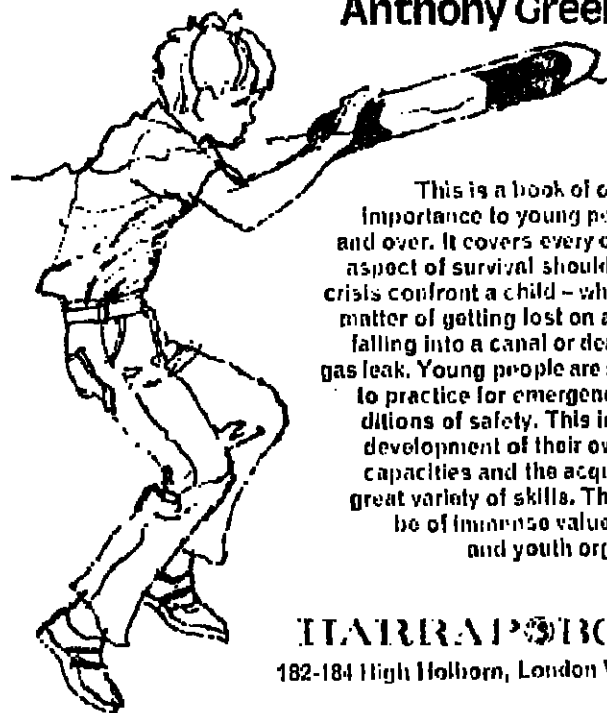 Anthony Gree
This is a book of
importance to young pe
and over. It covers every
aspect of survival should
crisis confront a child – wh
matter of getting lost on a
falling into a canal or de
gas leak. Young people are
to practice for emergen
ditions of safety. This i
development of their ow
capacities and the acqu
great variety of skills. Th
be of immense value
and youth org
HARRAP
182-184 High Holborn, London